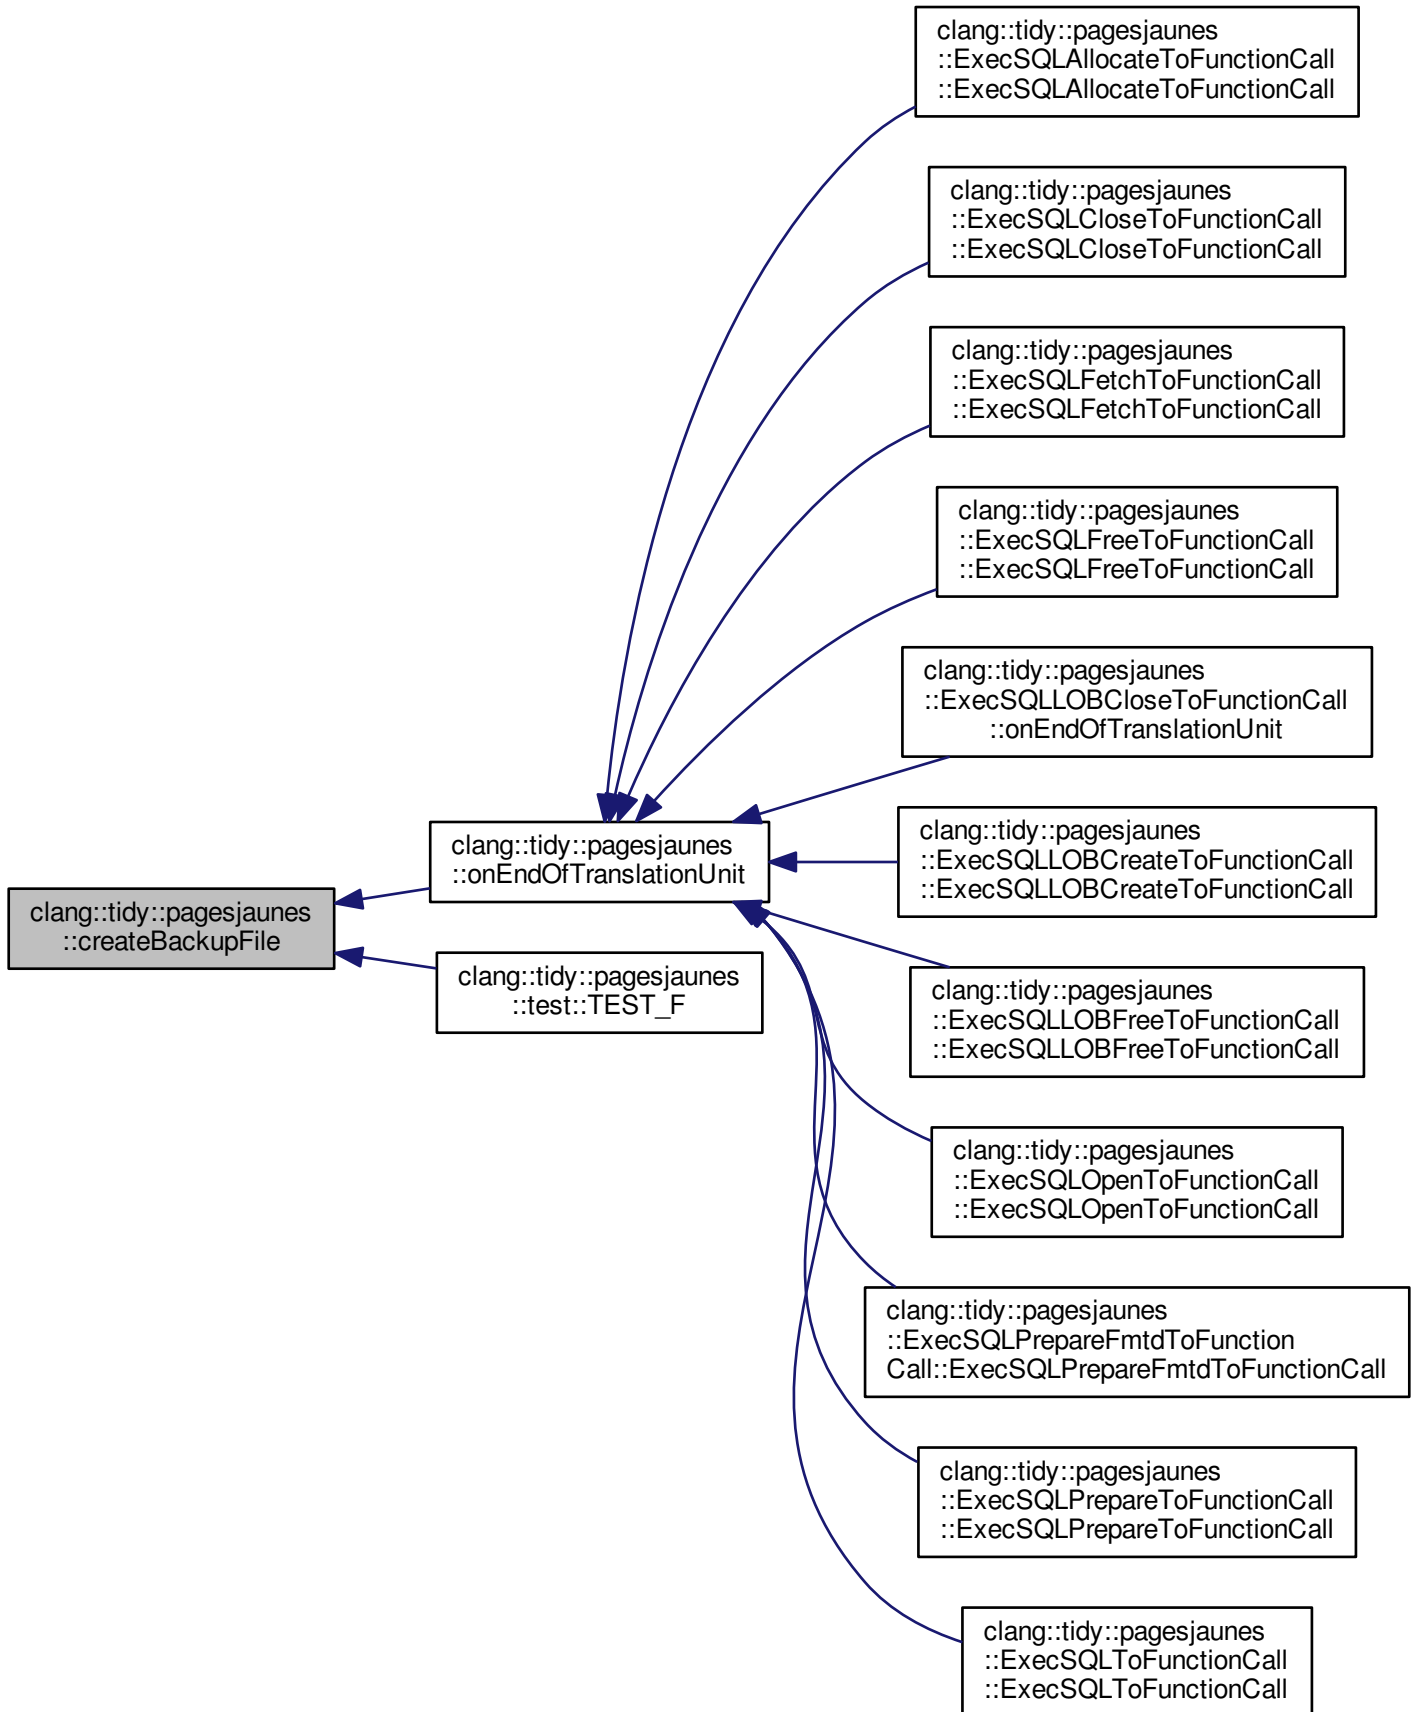 clang::tidy::pagesjaunes
::ExecSQLAllocateToFunctionCall
::ExecSQLAllocateToFunctionCall
clang::tidy::pagesjaunes
::ExecSQLCloseToFunctionCall
::ExecSQLCloseToFunctionCall
clang::tidy::pagesjaunes
::ExecSQLFetchToFunctionCall
::ExecSQLFetchToFunctionCall
clang::tidy::pagesjaunes
::ExecSQLFreeToFunctionCall
::ExecSQLFreeToFunctionCall
clang::tidy::pagesjaunes
::ExecSQLLOBCloseToFunctionCall
::onEndOfTranslationUnit
clang::tidy::pagesjaunes
::onEndOfTranslationUnit
clang::tidy::pagesjaunes
::ExecSQLLOBCreateToFunctionCall
::ExecSQLLOBCreateToFunctionCall
clang::tidy::pagesjaunes
::createBackupFile
clang::tidy::pagesjaunes
::test::TEST_F
clang::tidy::pagesjaunes
::ExecSQLLOBFreeToFunctionCall
::ExecSQLLOBFreeToFunctionCall
clang::tidy::pagesjaunes
::ExecSQLOpenToFunctionCall
::ExecSQLOpenToFunctionCall
clang::tidy::pagesjaunes
::ExecSQLPrepareFmtdToFunction
Call::ExecSQLPrepareFmtdToFunctionCall
clang::tidy::pagesjaunes
::ExecSQLPrepareToFunctionCall
::ExecSQLPrepareToFunctionCall
clang::tidy::pagesjaunes
::ExecSQLToFunctionCall
::ExecSQLToFunctionCall